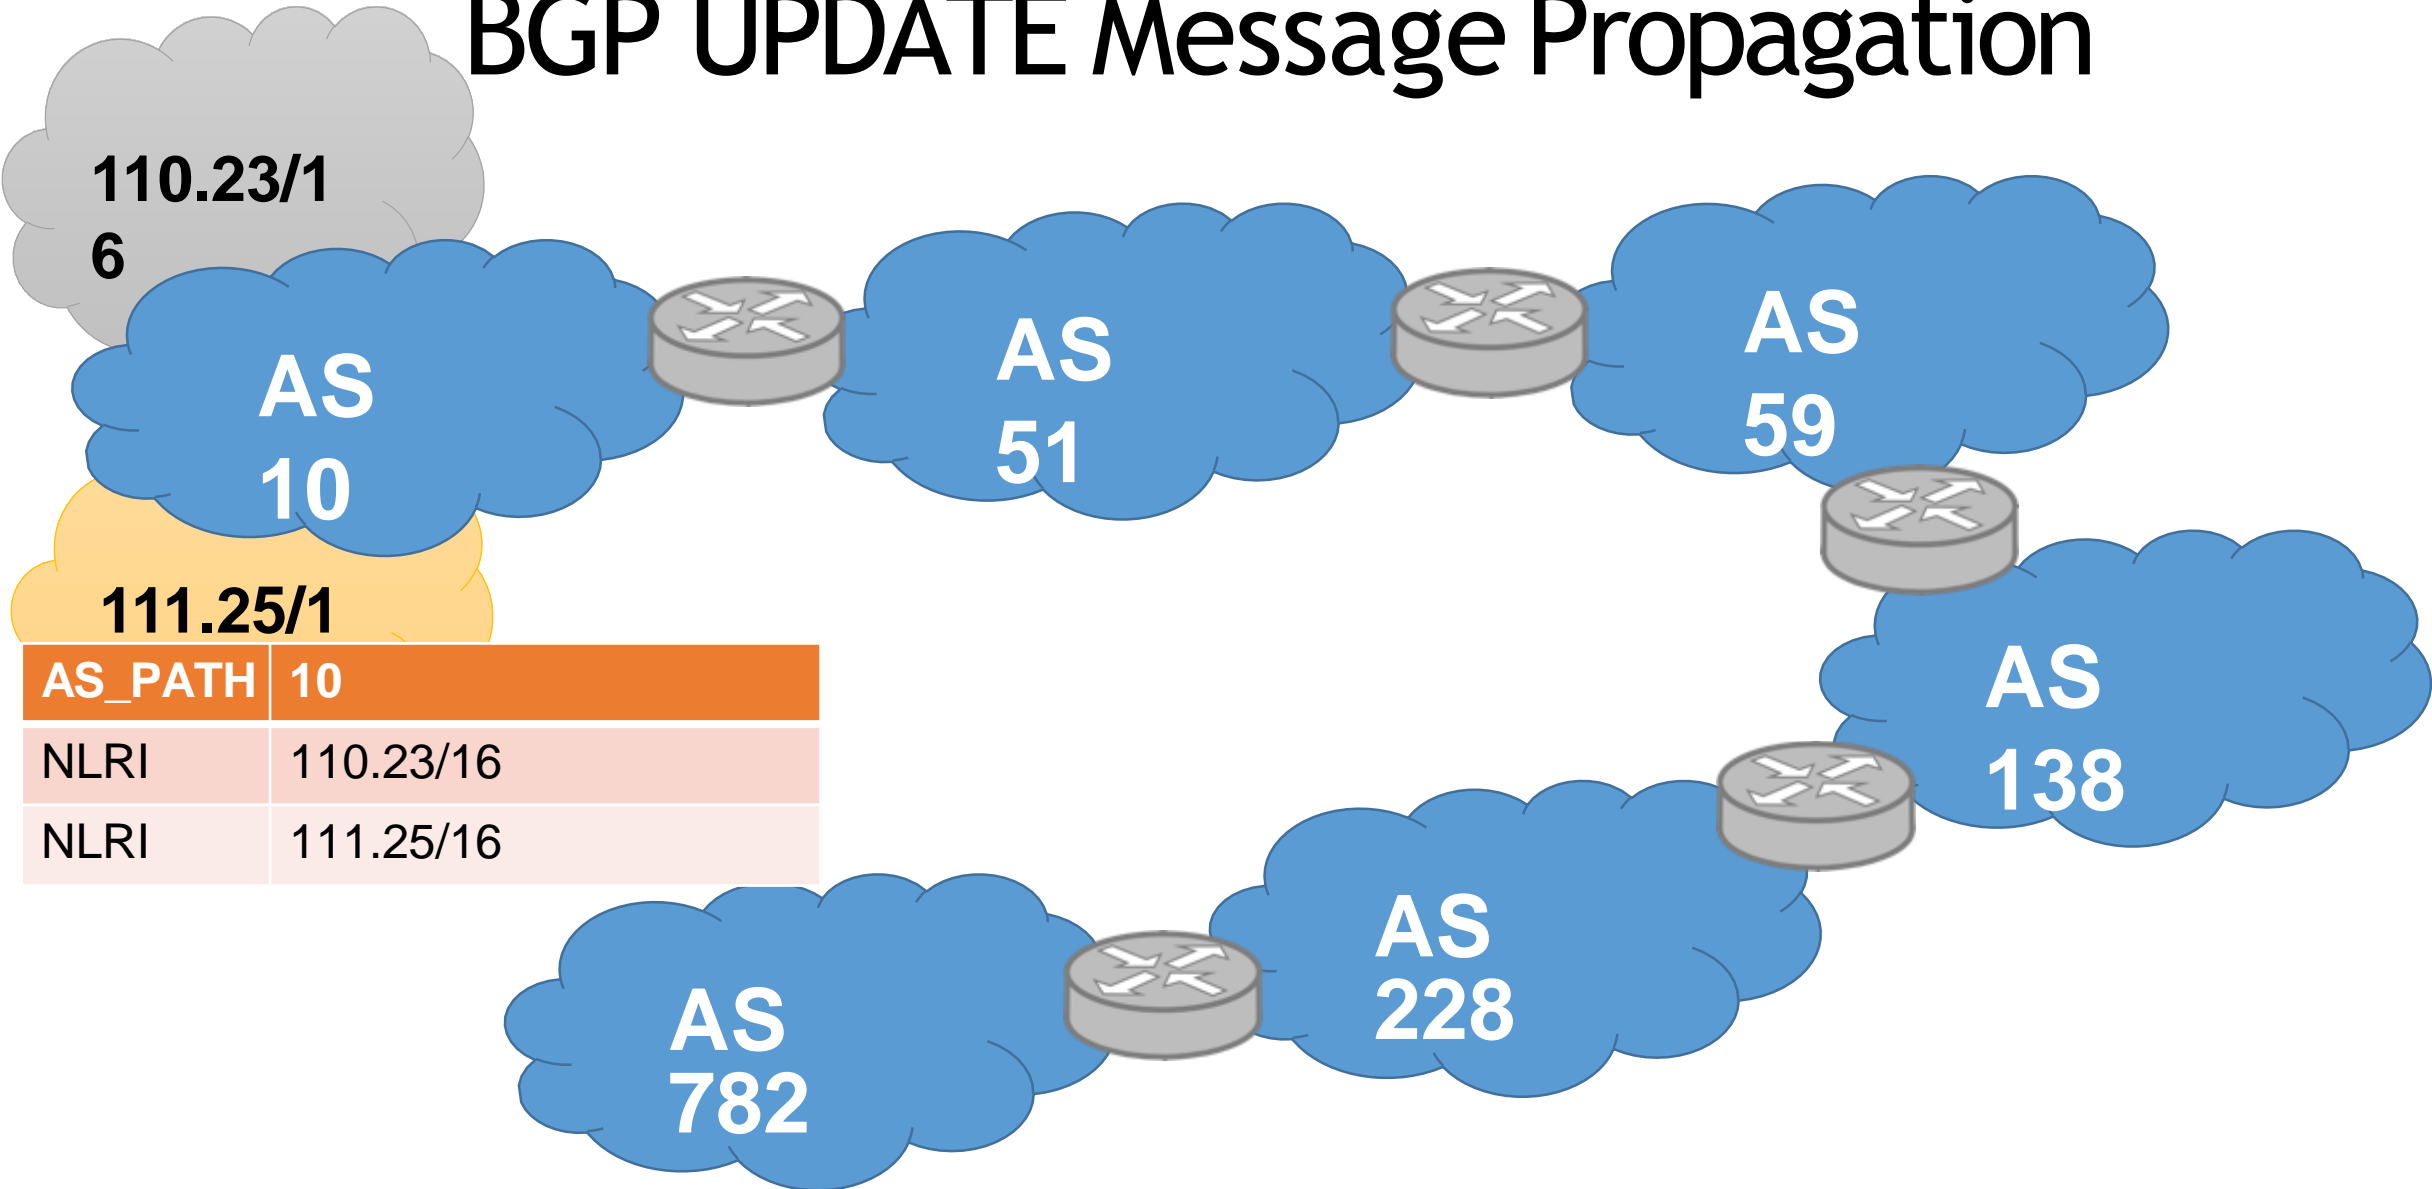 BGP UPDATE Message Propagation
110.23/1
6
AS
10
AS
51
AS
59
111.25/1
AS_PATH 10
NLRI 110.23/16
NLRI 111.25/16
AS
138
AS
228
AS
782